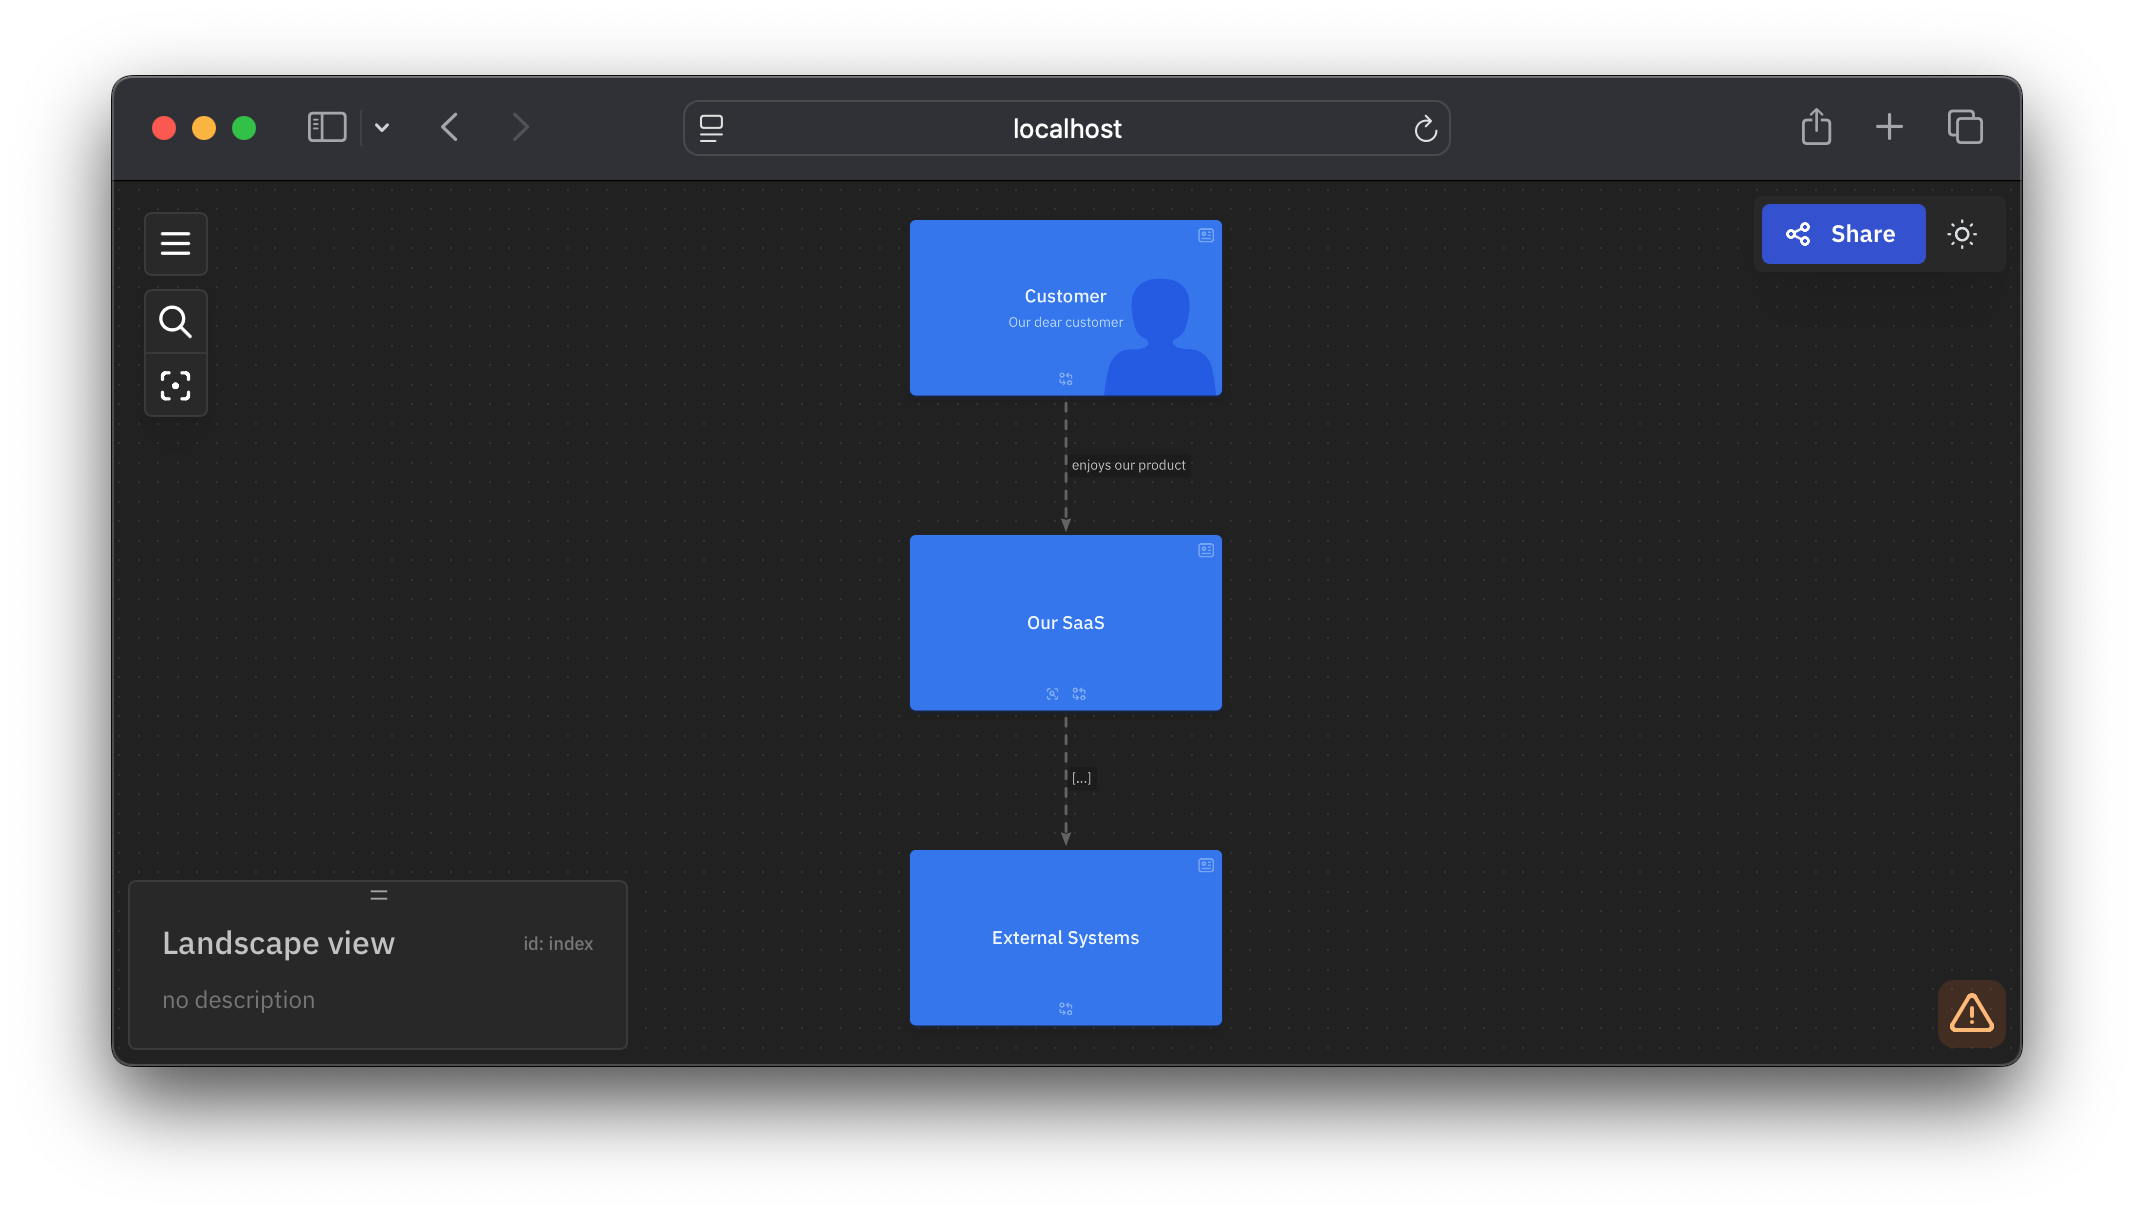 localhost
Share
Customer
Our dear customer
enjoys our product
Our SaaS
[...]
External Systems
Landscape view
id: index
no description